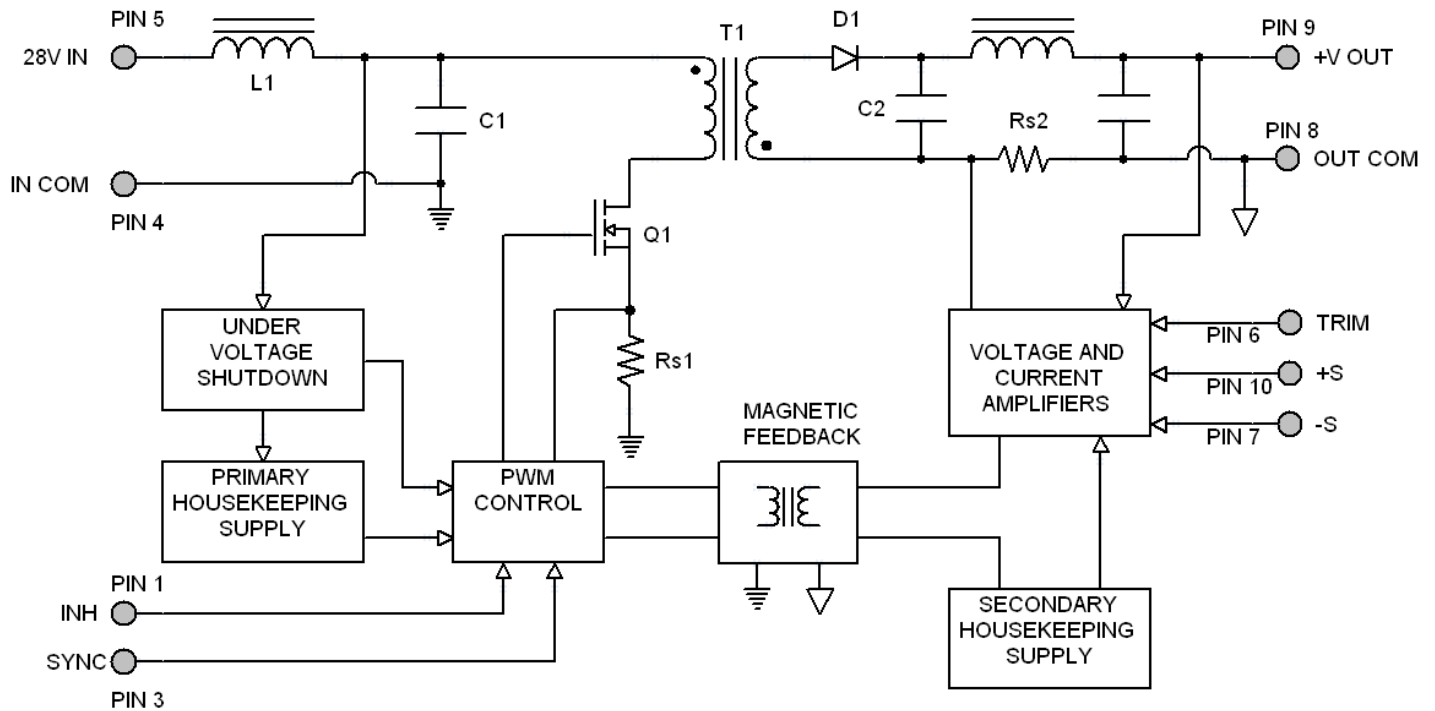 PIN 5
28V IN
L1
C1
IN COM
PIN 4
T1
D1
C2
Rs2
PIN 9
+V OUT
PIN 8
OUT COM
Q1
Rs1
UNDER
VOLTAGE
SHUTDOWN
PRIMARY
HOUSEKEEPING
SUPPLY
PWM
CONTROL
MAGNETIC
FEEDBACK
VOLTAGE AND
CURRENT
AMPLIFIERS
TRIM
PIN 6
+S
PIN 10
-S
PIN 7
SECONDARY
HOUSEKEEPING
SUPPLY
PIN 1
INH
SYNC
PIN 3